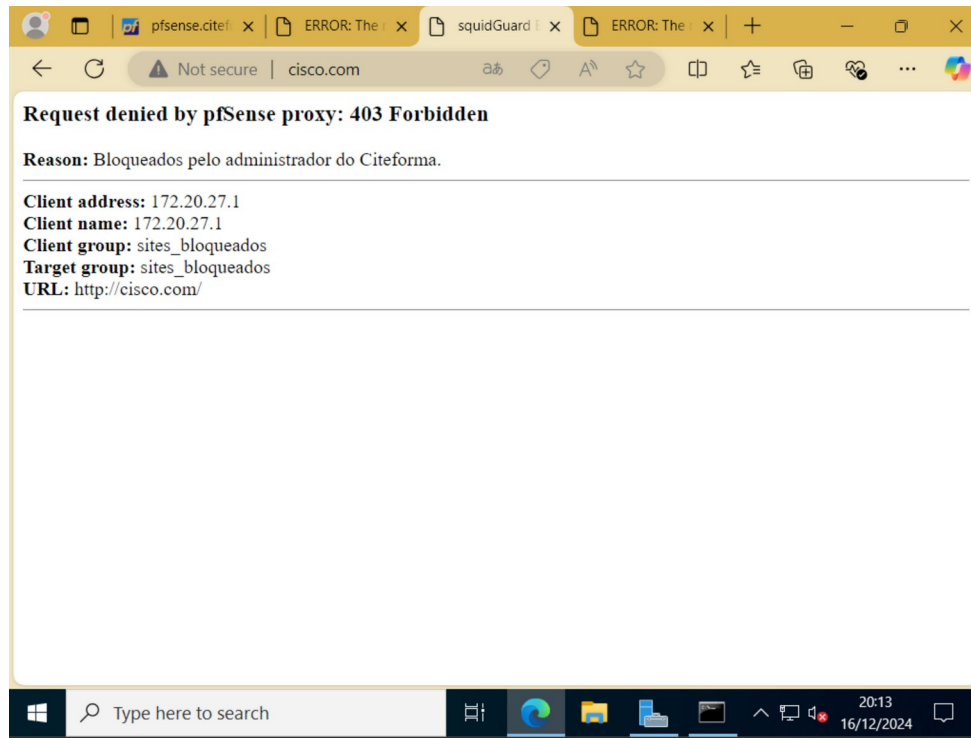 pfsense.citef
ERROR: The r
squidGuard E
ERROR: The r
Not secure
cisco.com
Request denied by pfSense proxy: 403 Forbidden
Reason: Bloqueados pelo administrador do Citeforma.
Client address: 172.20.27.1
Client name: 172.20.27.1
Client group: sites_bloqueados
Target group: sites_bloqueados
URL: http://cisco.com/
Type here to search
20:13
16/12/2024